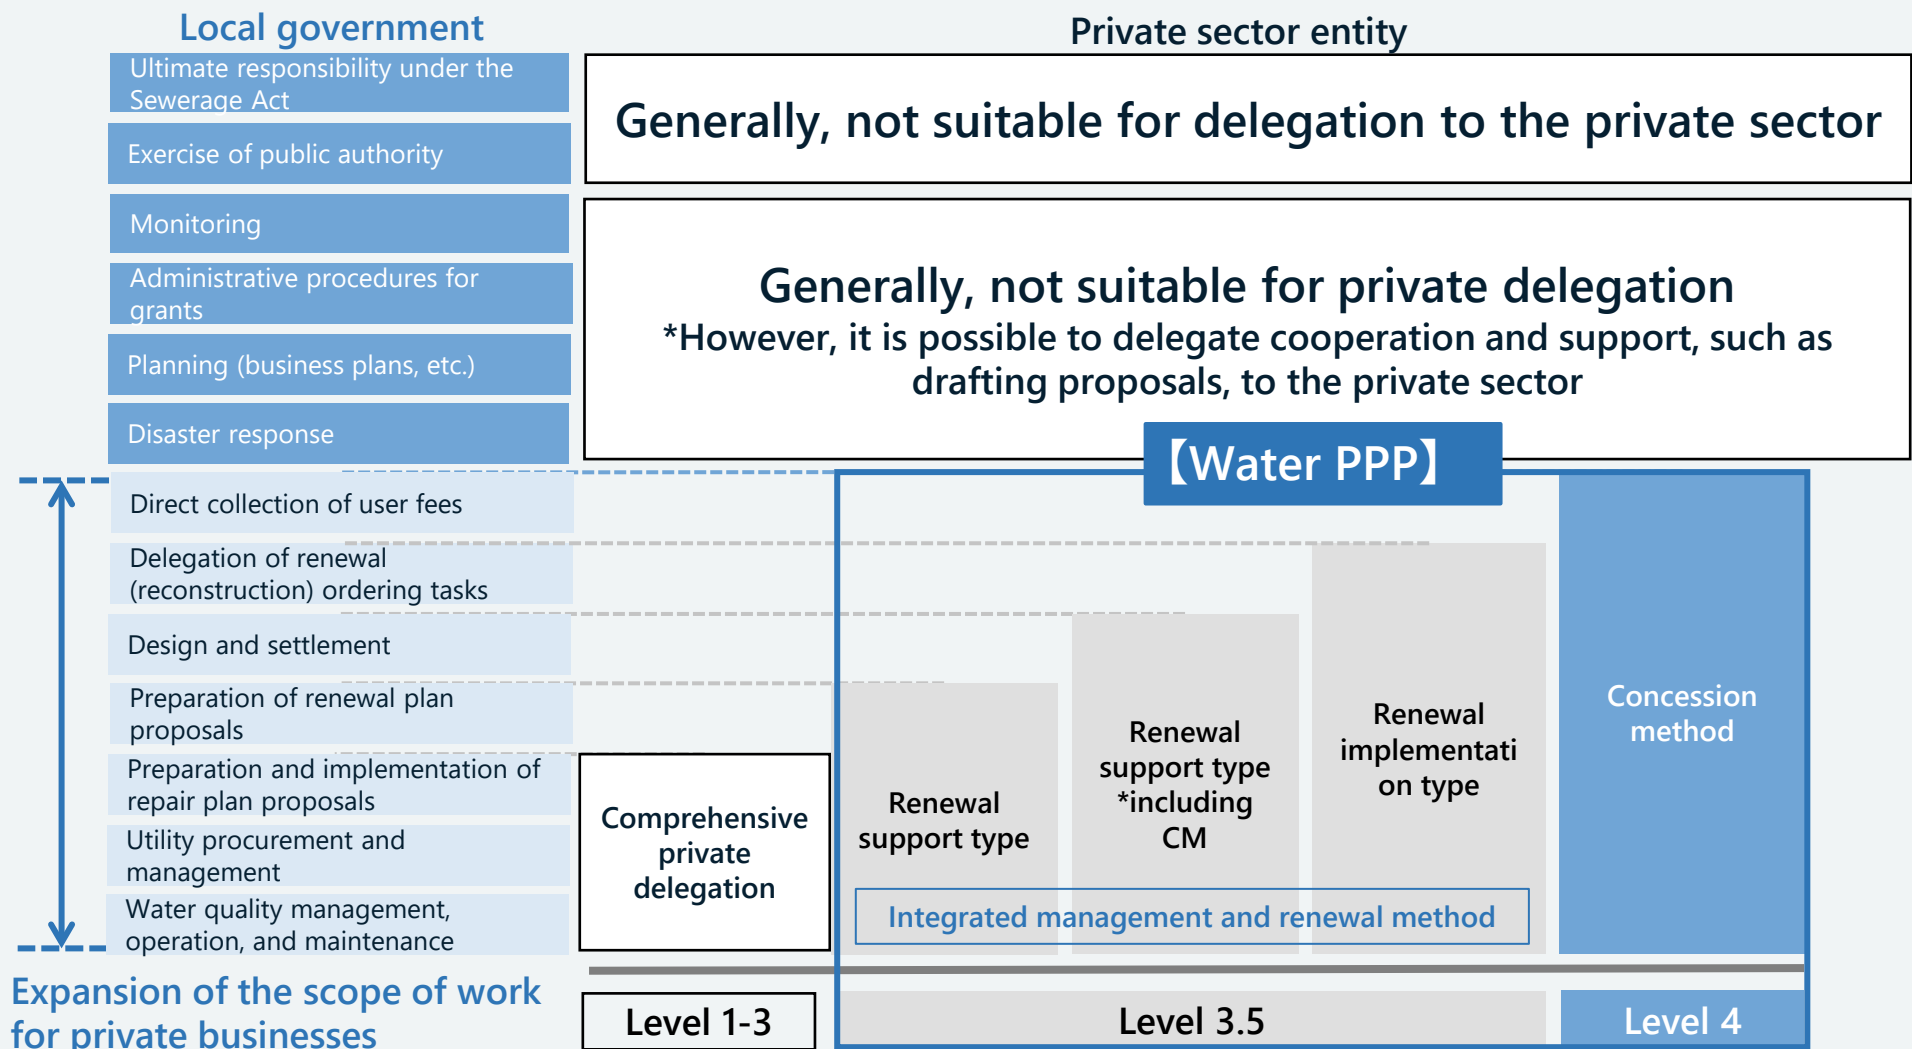 Local government
Private sector entity
Ultimate responsibility under the
Sewerage Act
Exercise of public authority
Generally, not suitable for delegation to the private sector
Monitoring
Administrative procedures for
grants
Planning (business plans, etc.)
Disaster response
Generally, not suitable for private delegation
*However, it is possible to delegate cooperation and support, such as
drafting proposals, to the private sector
【Water PPP】
Direct collection of user fees
Delegation of renewal
(reconstruction) ordering tasks
Design and settlement
Preparation of renewal plan
proposals
Preparation and implementation of
repair plan proposals
Utility procurement and
management
Water quality management,
operation, and maintenance
Comprehensive
private
delegation
Renewal
support type
Renewal
support type
*including
CM
Renewal
implementati
on type
Concession
method
Integrated management and renewal method
Expansion of the scope of work
for private businesses
Level 1-3
Level 3.5
Level 4